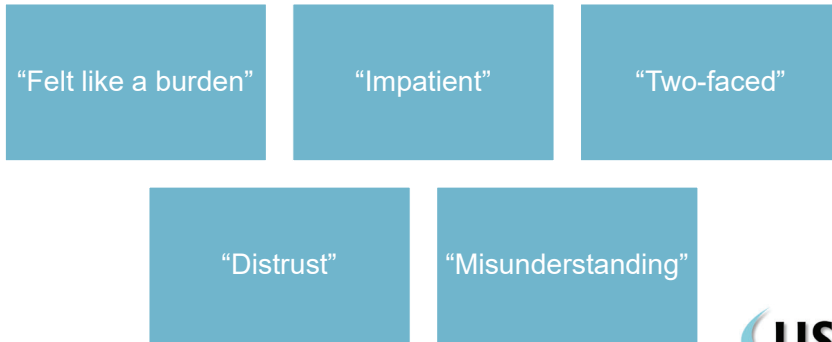 “Felt like a burden”
“Impatient”
“Two-faced”
“Distrust”
“Misunderstanding”